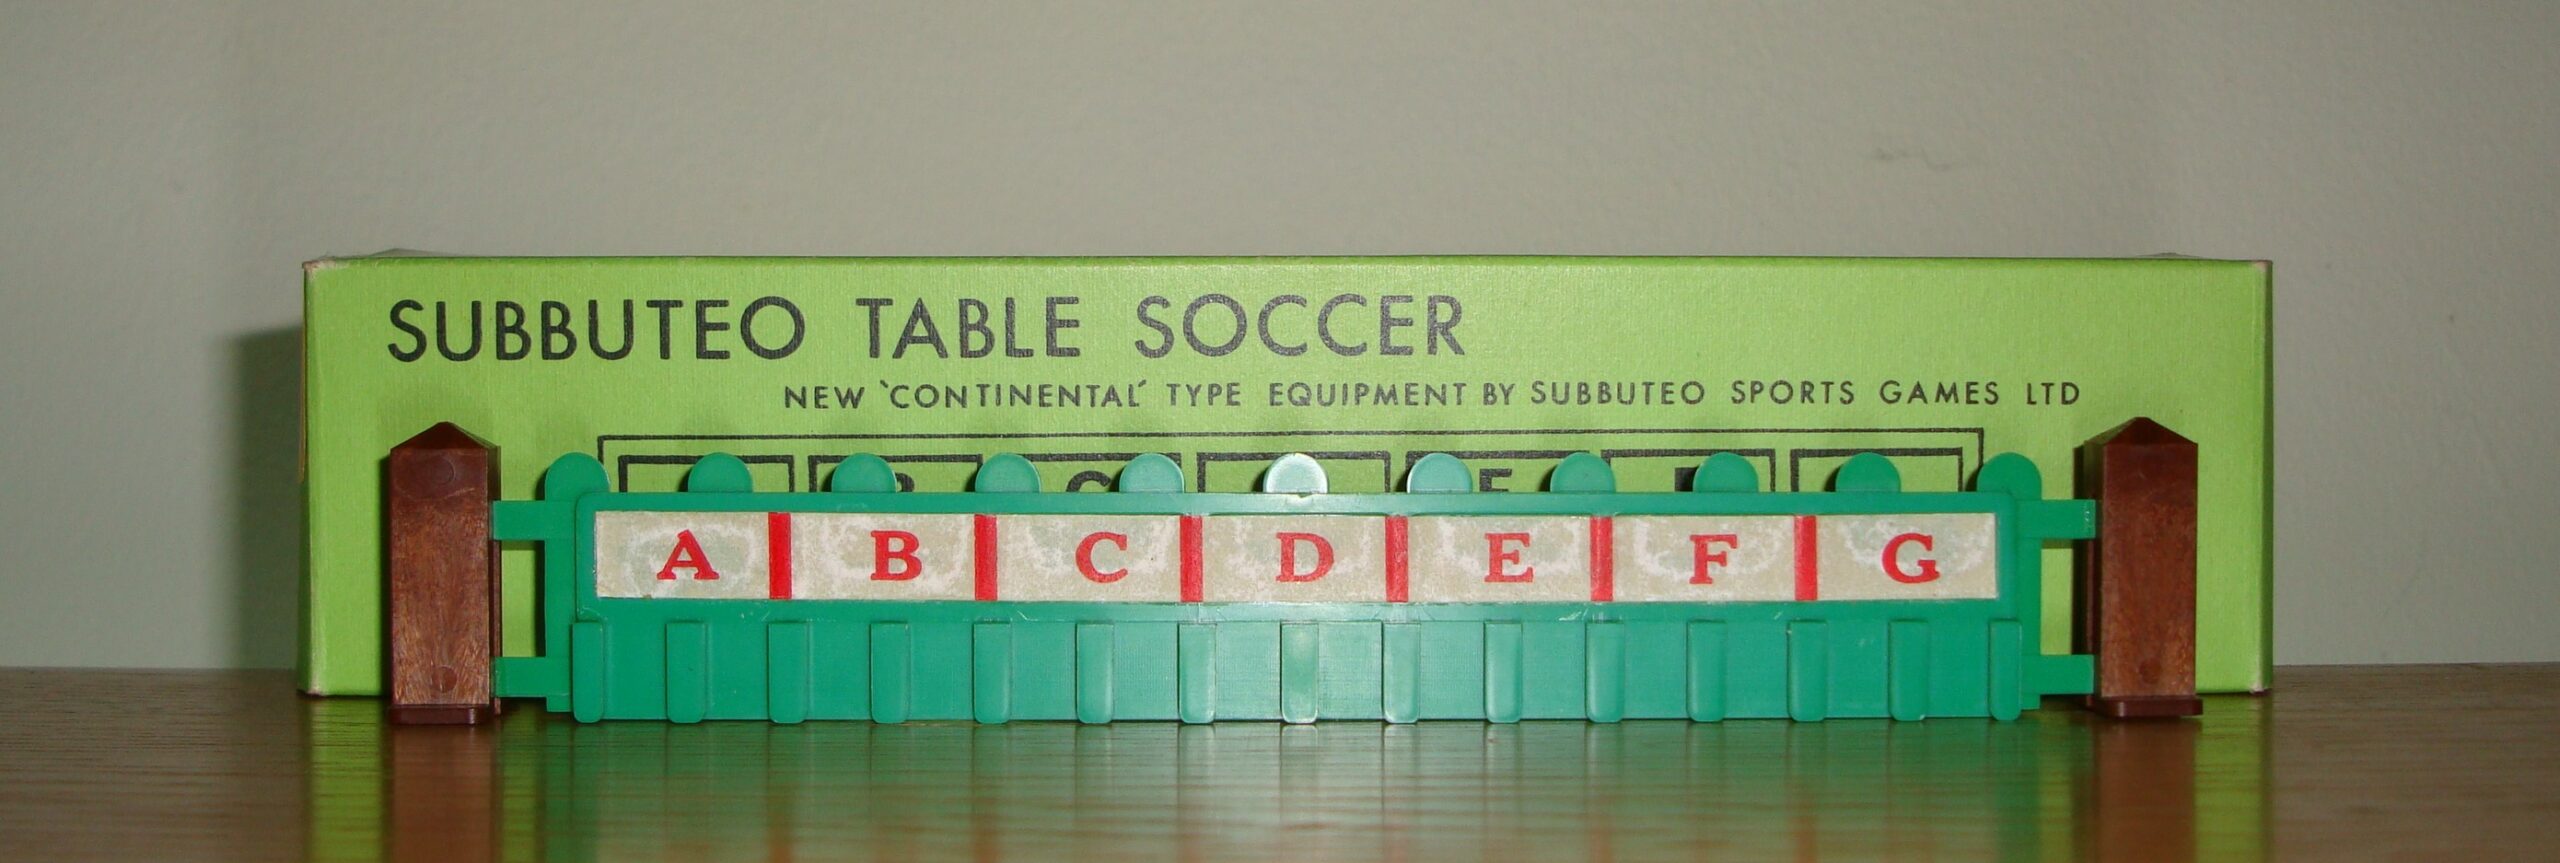 SUBBUTEO TABLE SOCCER
NEW 'CONTINENTAL' TYPE EQUIPMENT BY SUBBUTEO SPORTS GAMES LTD
A B C D E F G